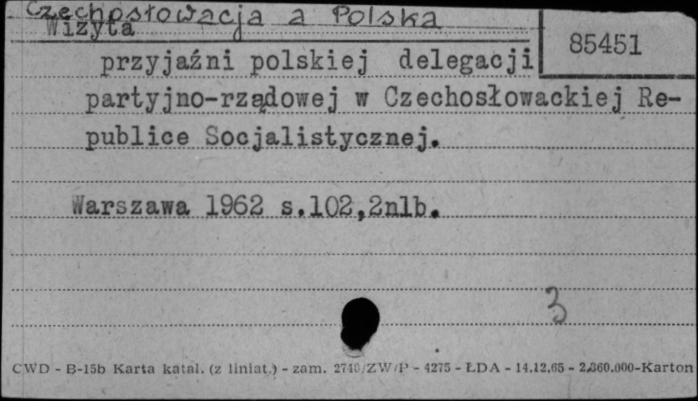 Czechosłowacja a Polska
Wizyta
85451
przyjaźni polskiej delegacji
partyjno-rządowej w Czechosłowackiej Re-
publice Socjalistycznej.
Warszawa 1962 s.102,2nlb.
3
CWD - B-15b Karta katal. (z liniat.) - zam. 2740/ZW/P - 4275 - ŁDA - 14.12.65 - 2.360.000-Karton